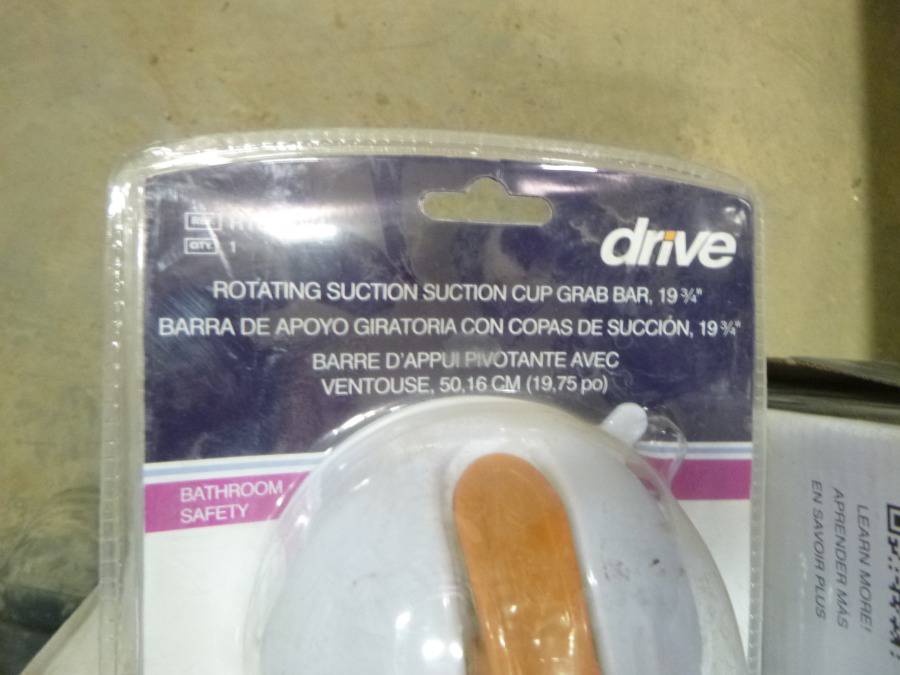 REF
QTY 1
drive
ROTATING SUCTION SUCTION CUP GRAB BAR, 19 ¾"
BARRA DE APOYO GIRATORIA CON COPAS DE SUCCIÓN, 19 ¾"
BARRE D'APPUI PIVOTANTE AVEC
VENTOUSE, 50,16 CM (19,75 po)
BATHROOM
SAFETY
LEARN MORE!
APRENDER MÁS
EN SAVOIR PLUS